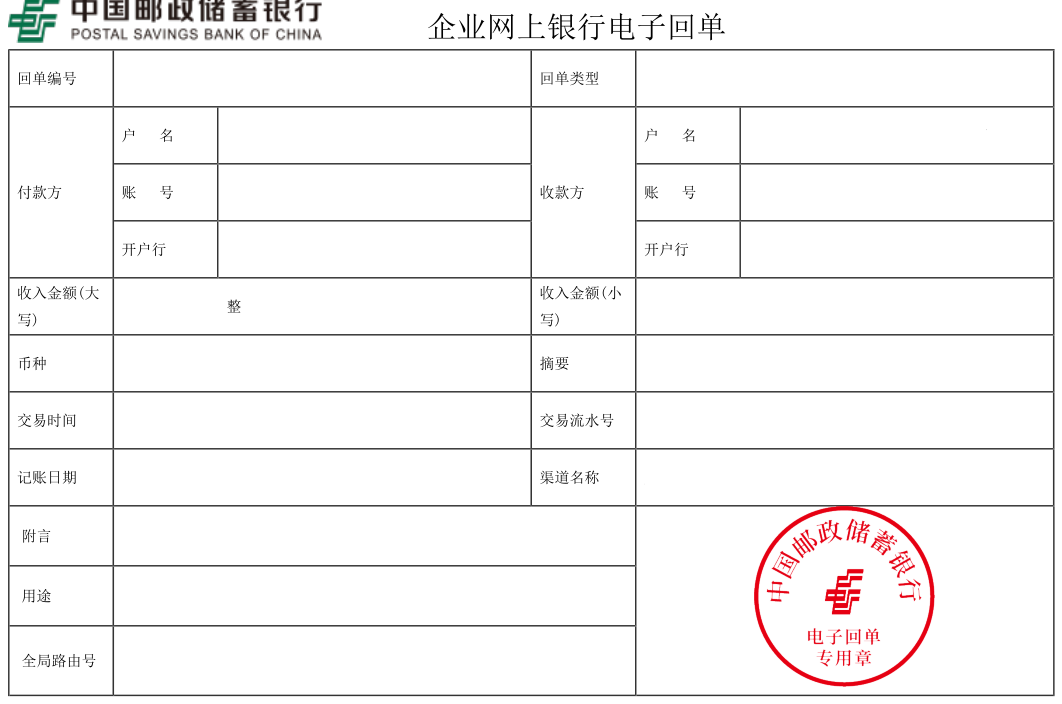 中国邮政储蓄银行
POSTAL SAVINGS BANK OF CHINA
企业网上银行电子回单
回单编号
回单类型
付款方
户 名
收款方
户 名
账 号
账 号
开户行
开户行
收入金额(大
写)
整
收入金额(小
写)
币种
摘要
交易时间
交易流水号
记账日期
渠道名称
附言
用途
全局路由号
中国邮政储蓄银行
电子回单
专用章